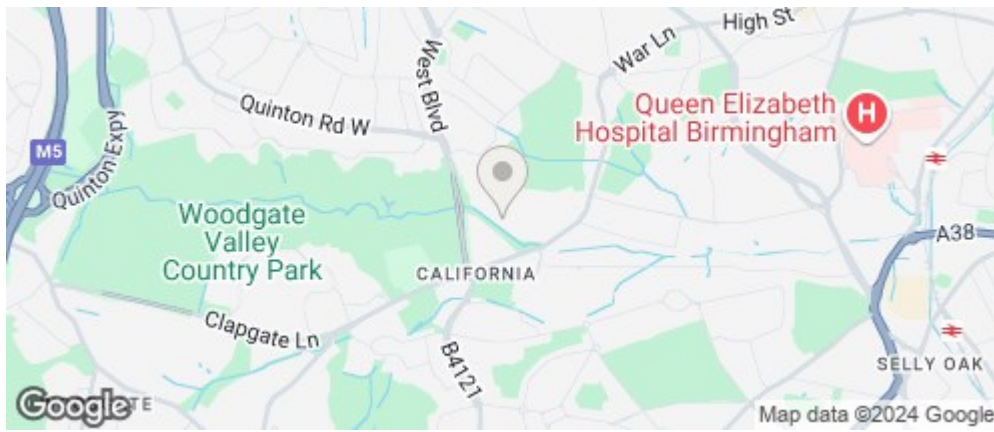 High St
War Ln
West Blvd
Quinton Rd W
Queen Elizabeth
Hospital Birmingham
H
M5
Quinton Expy
Woodgate
Valley
Country Park
A38
CALIFORNIA
Clapgate Ln
B4121
SELLY OAK
Google
TE
Map data ©2024 Google